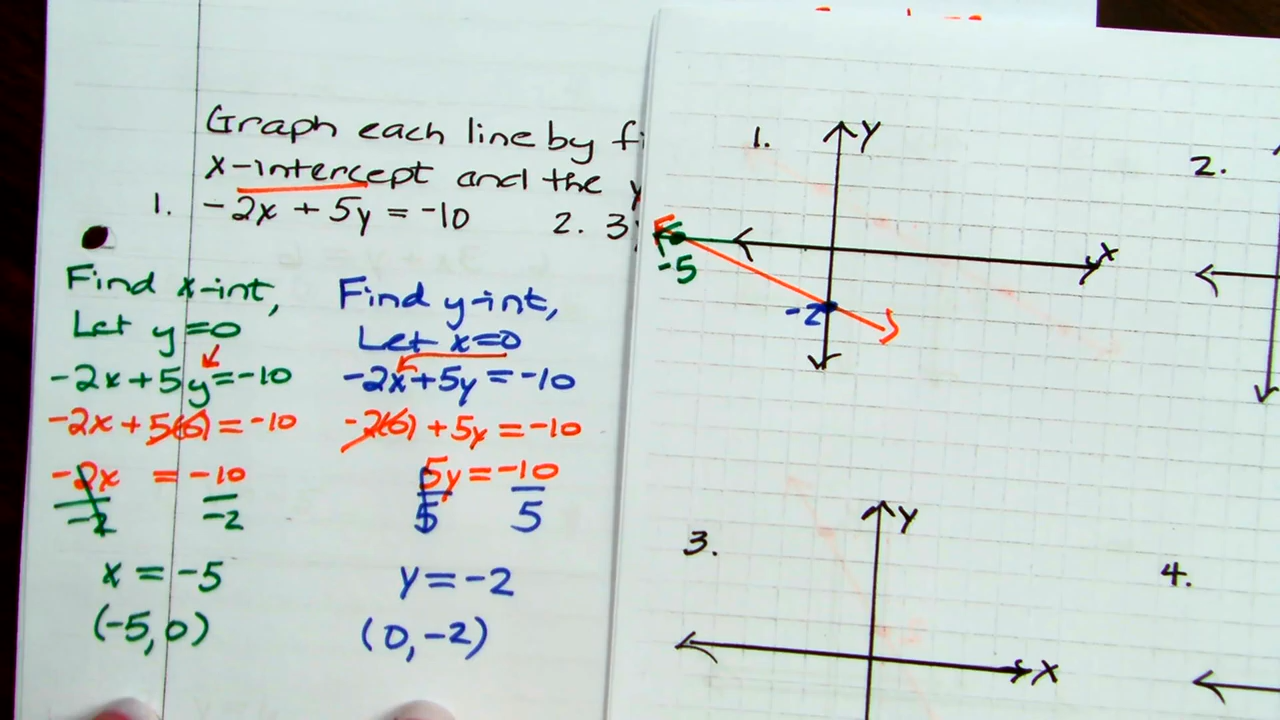 Graph each line by
x-intercept and the
1. -2x + 5y = -10
2. 3
Find x-int,
Let y=0
-2x+5y=-10
-2x+5(0)=-10
-2x = -10
-2 -2
x = -5
(-5,0)
Find y-int,
Let x=0
-2x+5y=-10
-2(0)+5y=-10
5y=-10
5 5
y=-2
(0,-2)
1.
y
x
-5
-2
2.
3.
y
x
4.